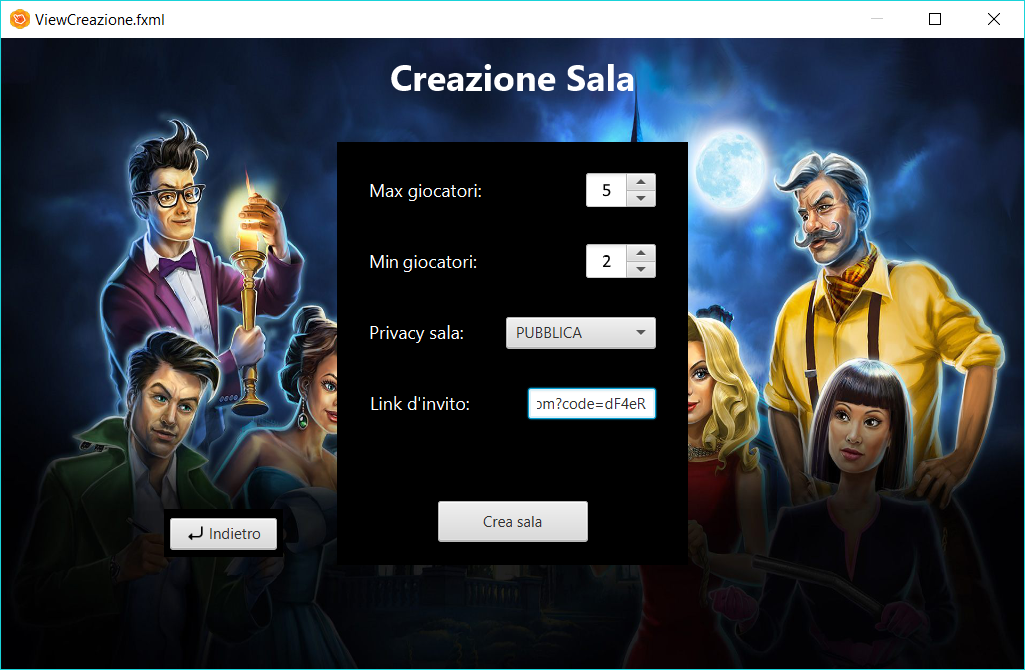 ViewCreazione.fxml
Creazione Sala
Max giocatori: 5
Min giocatori: 2
Privacy sala: PUBBLICA
Link d'invito: om?code=dF4eR
Crea sala
Indietro